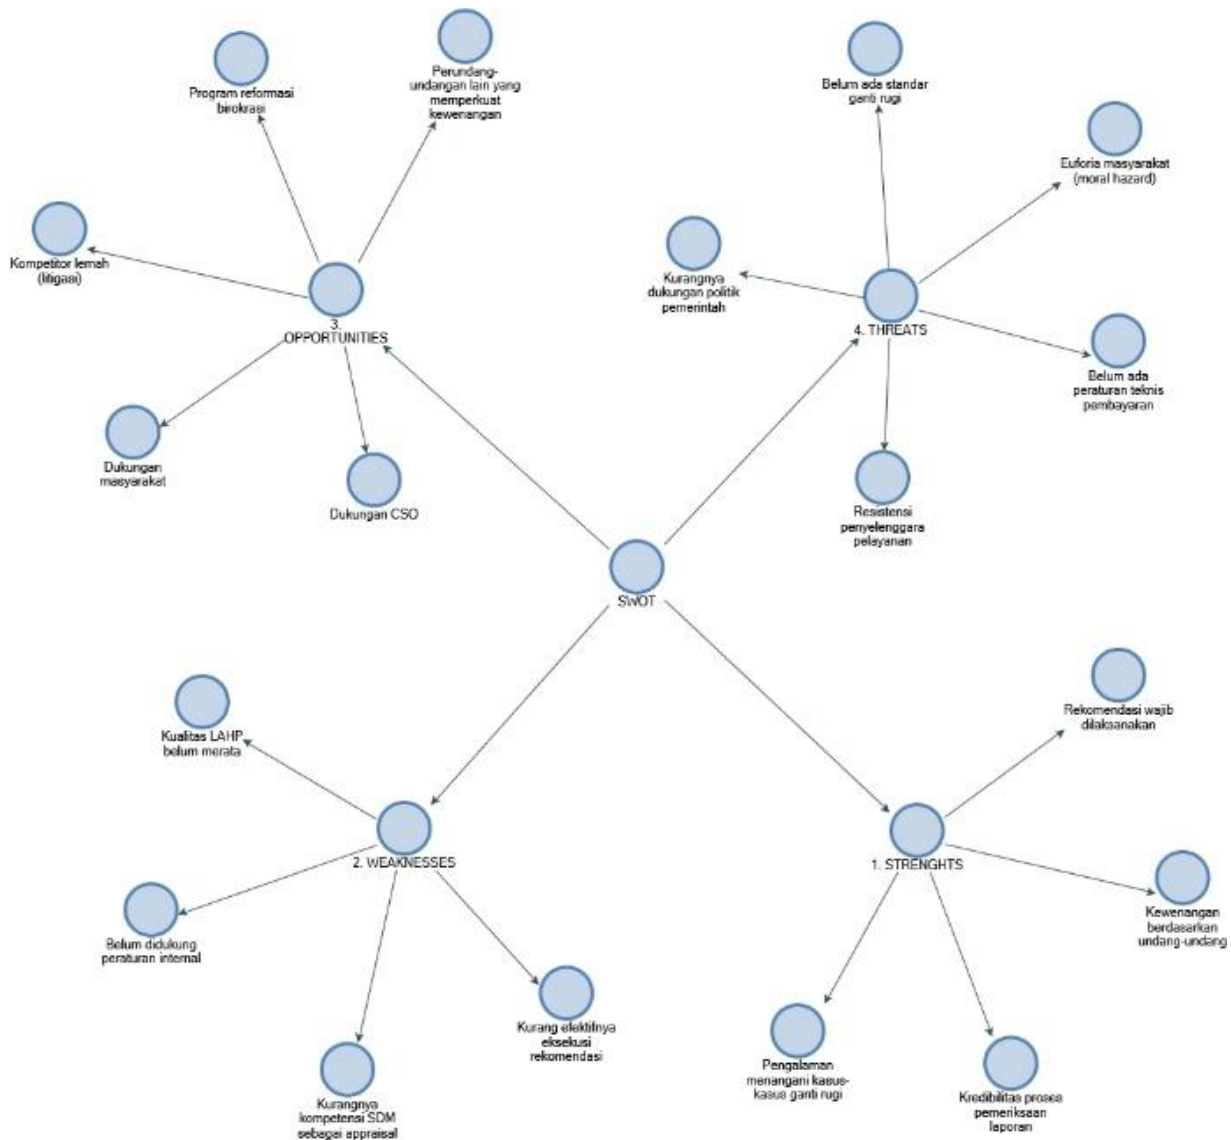 Program reformasi
birokrasi
Perundang-
undangan lain yang
memperkuat
kewenangan
Kompetitor lemah
(litigasi)
3.
OPPORTUNITIES
Dukungan
masyarakat
Dukungan CSO
Belum ada standar
ganti rugi
Euforia masyarakat
(moral hazard)
Kurangnya
dukungan politik
pemerintah
4. THREATS
Belum ada
peraturan teknis
pembayaran
Resistensi
penyelenggara
pelayanan
SWOT
Kualitas LAHP
belum merata
2. WEAKNESSES
Belum didukung
peraturan internal
Kurangnya
kompetensi SDM
sebagai appraisal
Kurang efektifnya
eksekusi
rekomendasi
Rekomendasi wajib
dilaksanakan
1. STRENGHTS
Kewenangan
berdasarkan
undang-undang
Pengalaman
menangani kasus-
kasus ganti rugi
Kredibilitas proses
pemeriksaan
laporan